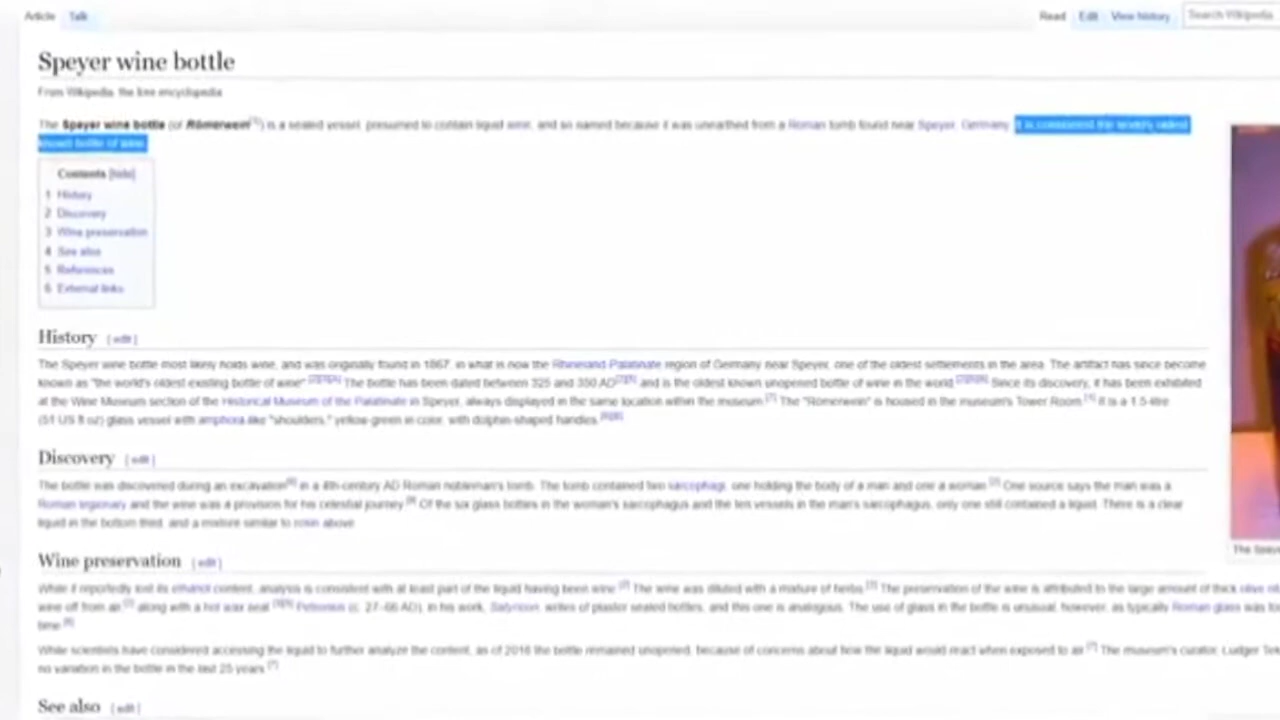 Article Talk
Read Edit View history Search Wikipedia
Speyer wine bottle
From Wikipedia, the free encyclopedia
The Speyer wine bottle (or Römerwein[1]) is a sealed vessel, presumed to contain liquid wine, and so named because it was unearthed from a Roman tomb found near Speyer, Germany. It is considered the world's oldest
known bottle of wine.
Contents [hide]
1 History
2 Discovery
3 Wine preservation
4 See also
5 References
6 External links
History [ edit ]
The Speyer wine bottle most likely holds wine, and was originally found in 1867, in what is now the Rhineland-Palatinate region of Germany near Speyer, one of the oldest settlements in the area. The artifact has since become
known as "the world's oldest existing bottle of wine" The bottle has been dated between 325 and 350 AD and is the oldest known unopened bottle of wine in the world. Since its discovery, it has been exhibited
at the Wine Museum section of the Historical Museum of the Palatinate in Speyer, always displayed in the same location within the museum.[7] The "Römerwein" is housed in the museum's Tower Room. It is a 1.5-litre
(51 US fl oz) glass vessel with amphora-like "shoulders," yellow-green in color, with dolphin-shaped handles.
Discovery [ edit ]
The bottle was discovered during an excavation in a 4th-century AD Roman nobleman's tomb. The tomb contained two sarcophagi, one holding the body of a man and one a woman. One source says the man was a
Roman legionary and the wine was a provision for his celestial journey. Of the six glass bottles in the woman's sarcophagus and the ten vessels in the man's sarcophagus, only one still contained a liquid. There is a clear
liquid in the bottom third, and a mixture similar to rosin above.
Wine preservation [ edit ]
While it reportedly lost its ethanol content, analysis is consistent with at least part of the liquid having been wine. The wine was diluted with a mixture of herbs. The preservation of the wine is attributed to the large amount of thick olive
wine off from air along with a hot wax seal. Petronius (c. 27–66 AD), in his work, Satyricon, writes of plaster sealed bottles, and this one is analogous. The use of glass in the bottle is unusual, however, as typically Roman glass was
time.
While scientists have considered accessing the liquid to further analyze the content, as of 2016 the bottle remained unopened, because of concerns about how the liquid would react when exposed to air. The museum's curator, Ludger
no variation in the bottle in the last 25 years.
The
See also [ edit ]